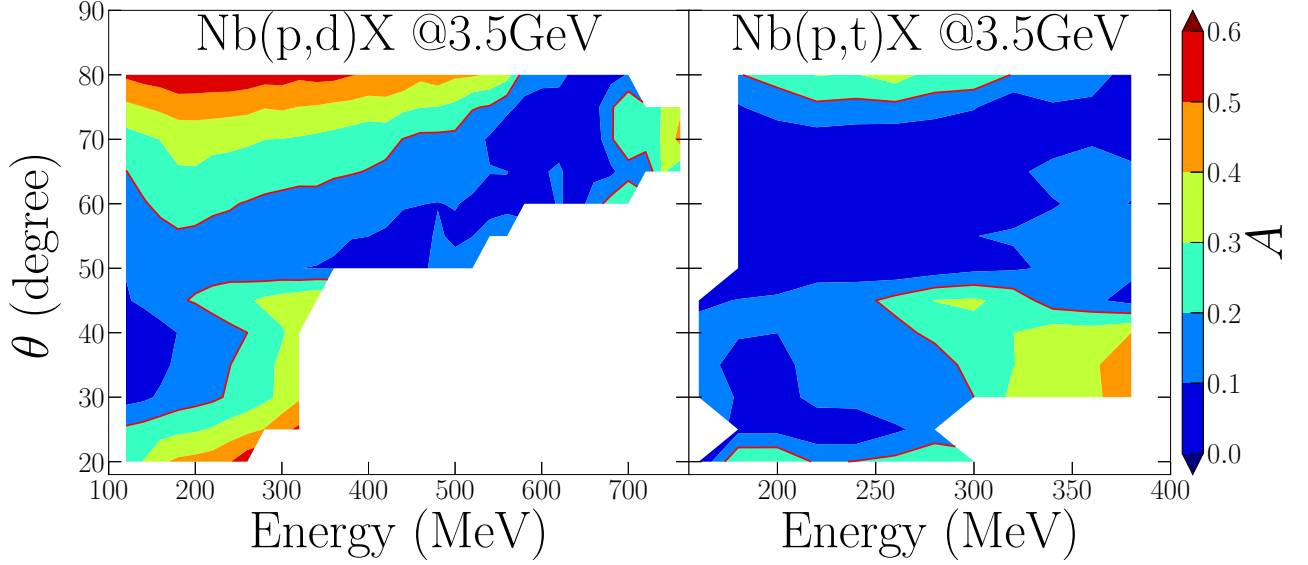 Nb(p,d)X @3.5GeV
Nb(p,t)X @3.5GeV
θ (degree)
90
80
70
60
50
40
30
20
100 200 300 400 500 600 700
200 250 300 350 400
Energy (MeV)
Energy (MeV)
0.6
0.5
0.4
0.3
0.2
0.1
0.0
A